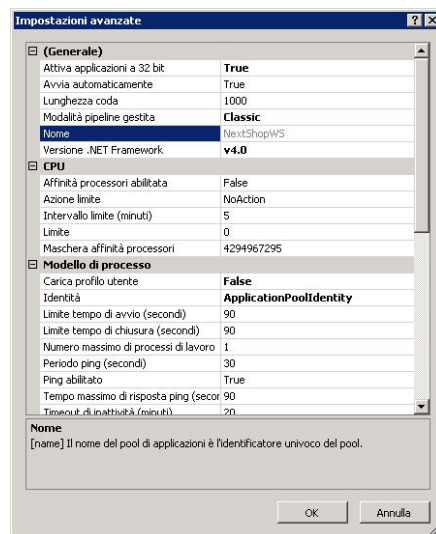 Impostazioni avanzate
(Generale)
Attiva applicazioni a 32 bit True
Avvia automaticamente True
Lunghezza coda 1000
Modalità pipeline gestita Classic
Nome NextShopWS
Versione .NET Framework v4.0
CPU
Affinità processori abilitata False
Azione limite NoAction
Intervallo limite (minuti) 5
Limite 0
Maschera affinità processori 4294967295
Modello di processo
Carica profilo utente False
Identità ApplicationPoolIdentity
Limite tempo di avvio (secondi) 90
Limite tempo di chiusura (secondi) 90
Numero massimo di processi di lavoro 1
Periodo ping (secondi) 30
Ping abilitato True
Tempo massimo di risposta ping (secor 90
Timeout di inattività (minuti) 20
Nome
[name] Il nome del pool di applicazioni è l'identificatore univoco del pool.
OK Annulla